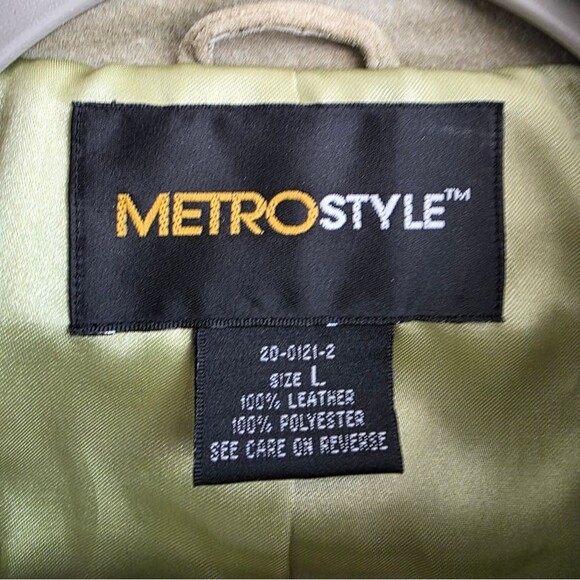 METROSTYLE™
20-0121-2
SIZE L
100% LEATHER
100% POLYESTER
SEE CARE ON REVERSE